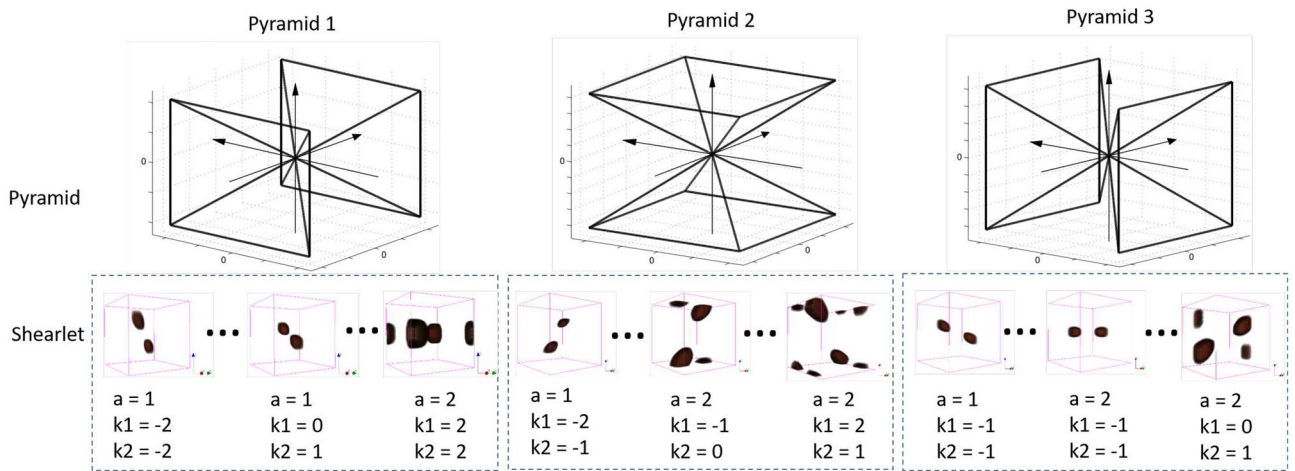 Pyramid 1
Pyramid 2
Pyramid 3
Pyramid
0
0
0
0
0
0
0
0
0
Shearlet
a = 1
k1 = -2
k2 = -2
a = 1
k1 = 0
k2 = 1
a = 2
k1 = 2
k2 = 2
a = 1
k1 = -2
k2 = -1
a = 2
k1 = -1
k2 = 0
a = 2
k1 = 2
k2 = 1
a = 1
k1 = -1
k2 = -1
a = 2
k1 = -1
k2 = -1
a = 2
k1 = 0
k2 = 1